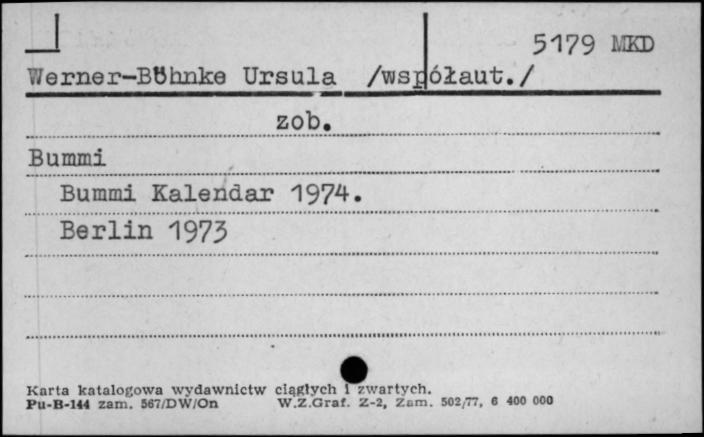 5179 MKD
Werner-Böhnke Ursula /współaut./
zob.
Bummi
Bummi Kalendar 1974.
Berlin 1973
Karta katalogowa wydawnictw ciągłych i zwartych.
Pu-B-144 zam. 567/DW/On W.Z.Graf. Z-2, Zam. 502/77, 6 400 000